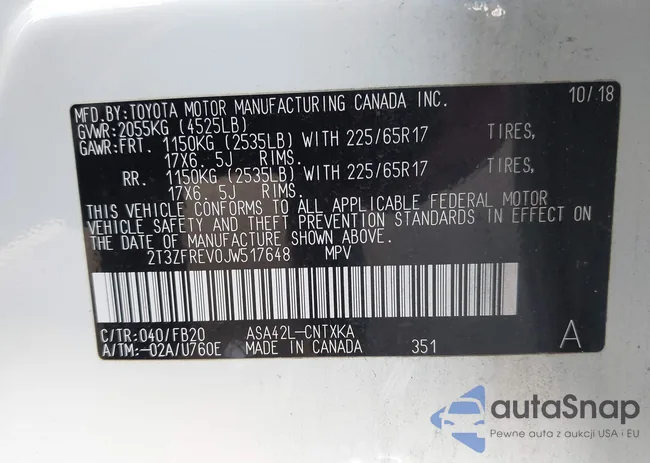 MFD.BY:TOYOTA MOTOR MANUFACTURING CANADA INC. 10/18
GVWR:2055KG (4525LB)
GAWR:FRT. 1150KG (2535LB) WITH 225/65R17 TIRES,
17X6.5J RIMS.
RR. 1150KG (2535LB) WITH 225/65R17 TIRES,
17X6.5J RIMS.
THIS VEHICLE CONFORMS TO ALL APPLICABLE FEDERAL MOTOR
VEHICLE SAFETY AND THEFT PREVENTION STANDARDS IN EFFECT ON
THE DATE OF MANUFACTURE SHOWN ABOVE.
2T3ZFREV0JW517648 MPV
C/TR:040/FB20 ASA42L-CNTXKA
A/TM:-02A/U760E MADE IN CANADA 351 A
autaSnap
Pewne auta z aukcji USA i EU